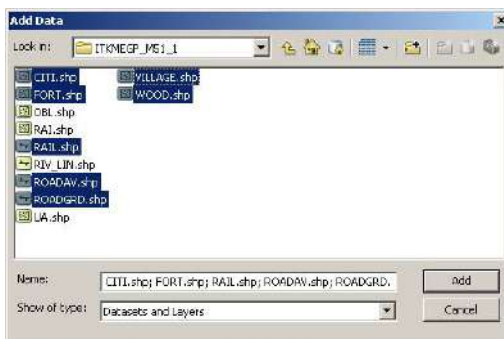 Add Data
Look in: ITKMEGP_M51_1
CITI.shp
FORT.shp
OBL.shp
RAI.shp
RAIL.shp
RIV_LIN.shp
ROADAV.shp
ROADGRD.shp
UA.shp
VILLAGE.shp
WOOD.shp
Name: CITI.shp; FORT.shp; RAIL.shp; ROADAV.shp; ROADGRD. Add
Show of type: Datasets and Layers Cancel